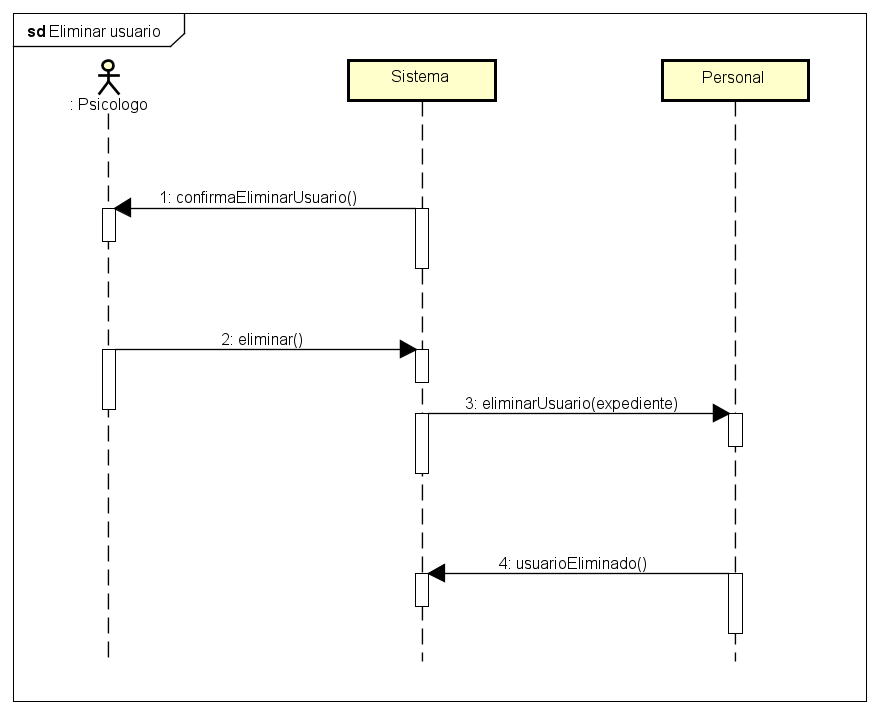 sd Eliminar usuario
: Psicologo
Sistema
Personal
1: confirmaEliminarUsuario()
2: eliminar()
3: eliminarUsuario(expediente)
4: usuarioEliminado()